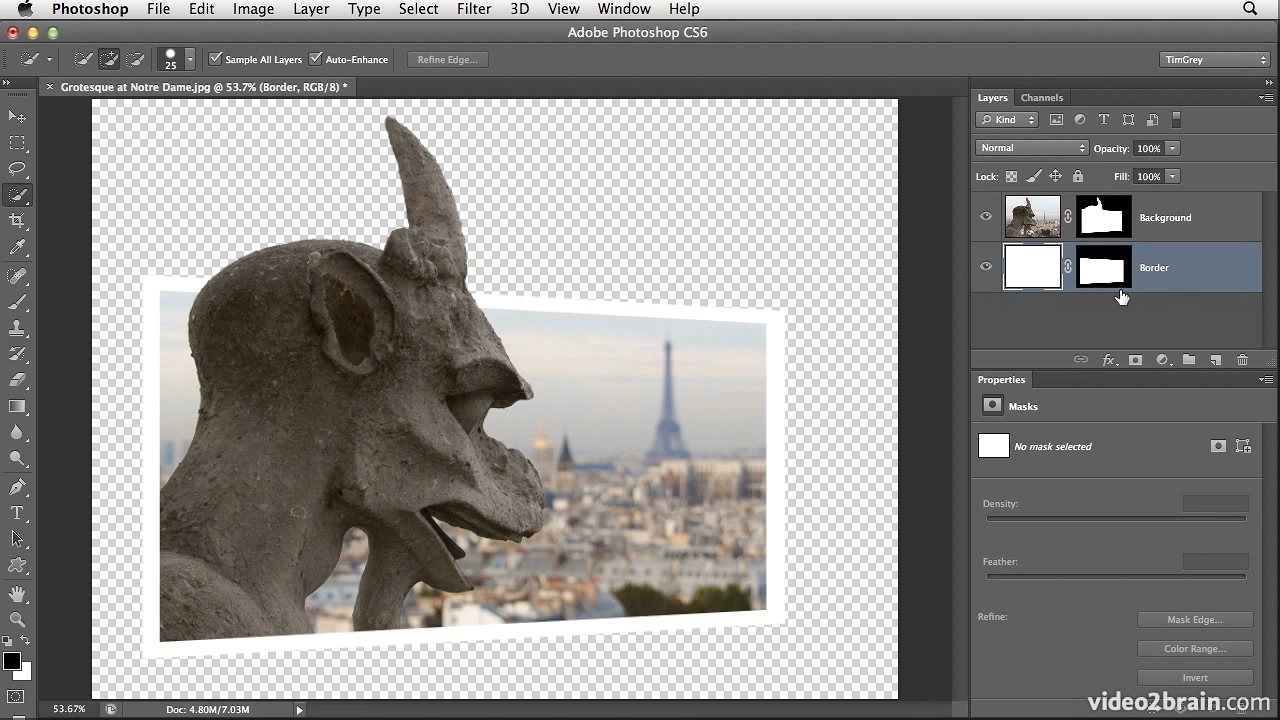 Photoshop File Edit Image Layer Type Select Filter 3D View Window Help
Adobe Photoshop CS6
25 Sample All Layers Auto-Enhance Refine Edge... TimGrey
Grotesque at Notre Dame.jpg @ 53.7% (Border, RGB/8) *
Layers Channels
Kind
Normal Opacity: 100%
Lock: Fill: 100%
Background
Border
Properties
Masks
No mask selected
Density:
Feather:
Refine: Mask Edge...
Color Range...
Invert
53.67% Doc: 4.80M/7.03M
video2brain.com